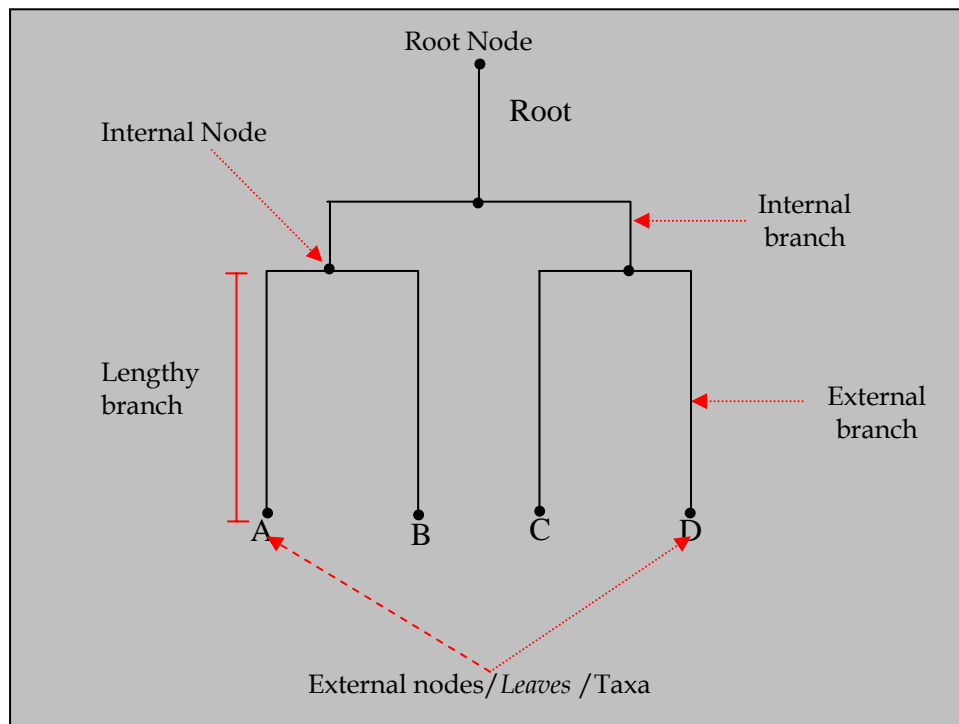 Root Node
Root
Internal Node
Internal
branch
Lengthy
branch
External
branch
A
B
C
D
External nodes/Leaves /Taxa